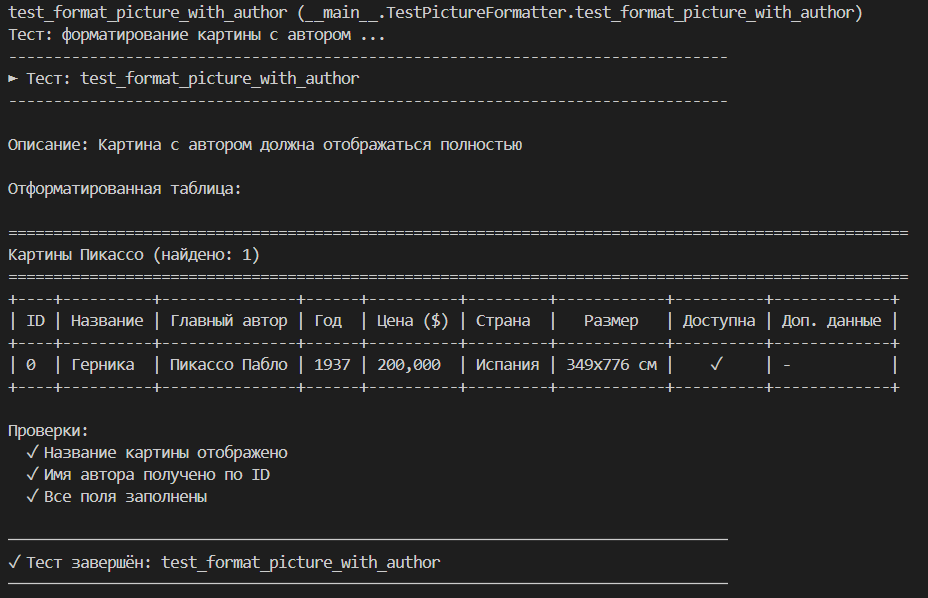 test_format_picture_with_author (__main__.TestPictureFormatter.test_format_picture_with_author)
Тест: форматирование картины с автором ...
--------------------------------------------------------------------------------
► Тест: test_format_picture_with_author
--------------------------------------------------------------------------------
Описание: Картина с автором должна отображаться полностью
Отформатированная таблица:
====================================================================================================
Картины Пикассо (найдено: 1)
====================================================================================================
+----+----------+---------------+------+----------+---------+------------+----------+-------------+
| ID | Название | Главный автор | Год  | Цена ($) | Страна  |   Размер   | Доступна | Доп. данные |
+----+----------+---------------+------+----------+---------+------------+----------+-------------+
| 0  | Герника  | Пикассо Пабло | 1937 | 200,000  | Испания | 349x776 см |    ✓     | -           |
+----+----------+---------------+------+----------+---------+------------+----------+-------------+
Проверки:
  ✓ Название картины отображено
  ✓ Имя автора получено по ID
  ✓ Все поля заполнены
────────────────────────────────────────────────────────────────────────────────
✓ Тест завершён: test_format_picture_with_author
────────────────────────────────────────────────────────────────────────────────